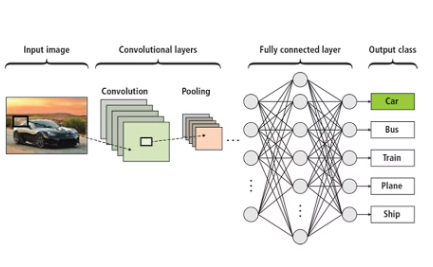 Input image
Convolutional layers
Fully connected layer
Output class
Convolution
Pooling
Car
Bus
Train
Plane
Ship